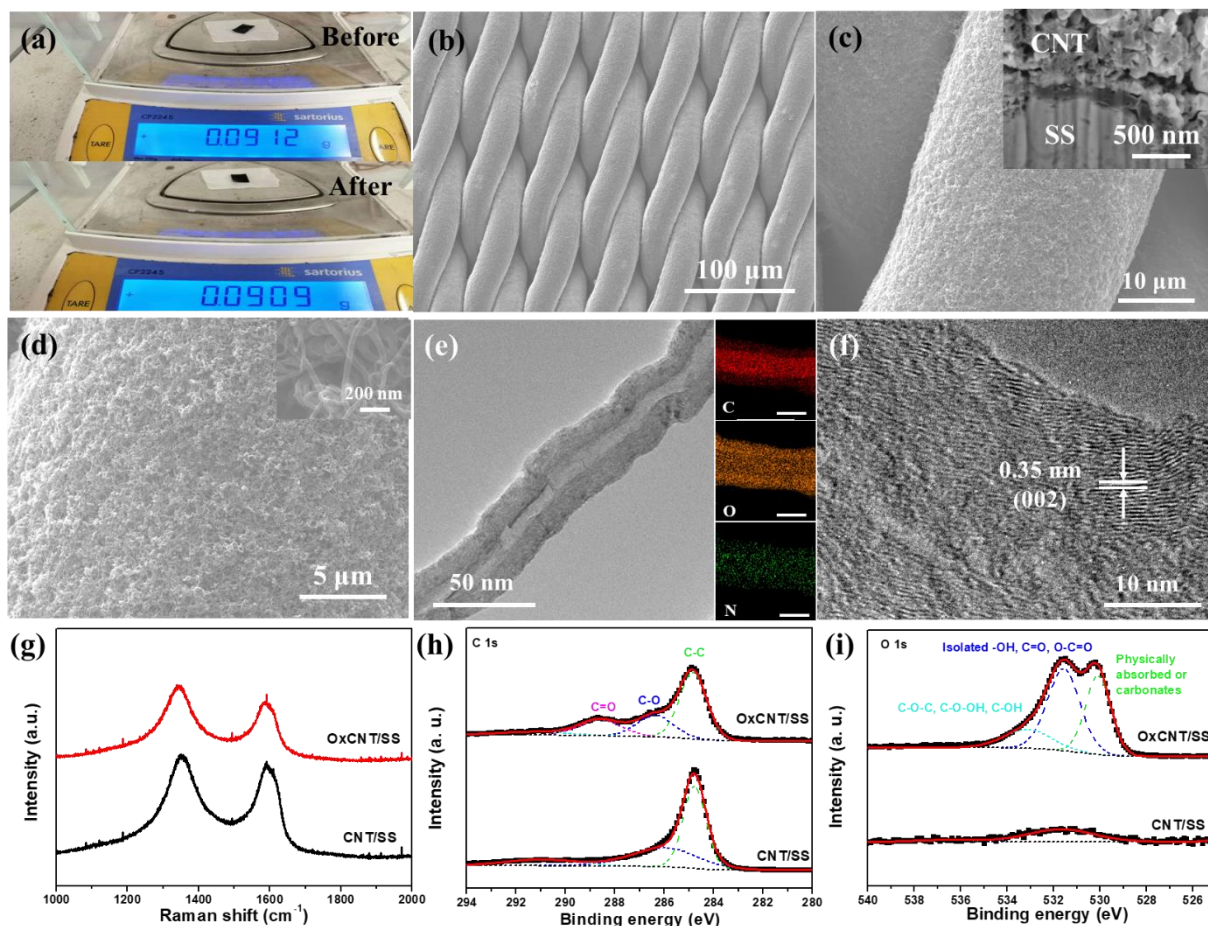 (a)
Before
CP224S
sartorius
TARE
0.0912 g
After
CP224S
sartorius
TARE
0.0909 g
(b)
100 μm
(c)
CNT
SS
500 nm
10 μm
(d)
200 nm
5 μm
(e)
50 nm
C
O
N
(f)
0.35 nm
(002)
10 nm
(g)
Intensity (a.u.)
OxCNT/SS
CNT/SS
1000 1200 1400 1600 1800 2000
Raman shift (cm⁻¹)
(h)
C 1s
C-C
C=O
C-O
OxCNT/SS
CNT/SS
Intensity (a. u.)
294 292 290 288 286 284 282 280
Binding energy (eV)
(i)
O 1s
Isolated -OH, C=O, O-C=O
Physically
absorbed or
carbonates
C-O-C, C-O-OH, C-OH
OxCNT/SS
CNT/SS
Intensity (a. u.)
540 538 536 534 532 530 528 526
Binding energy (eV)